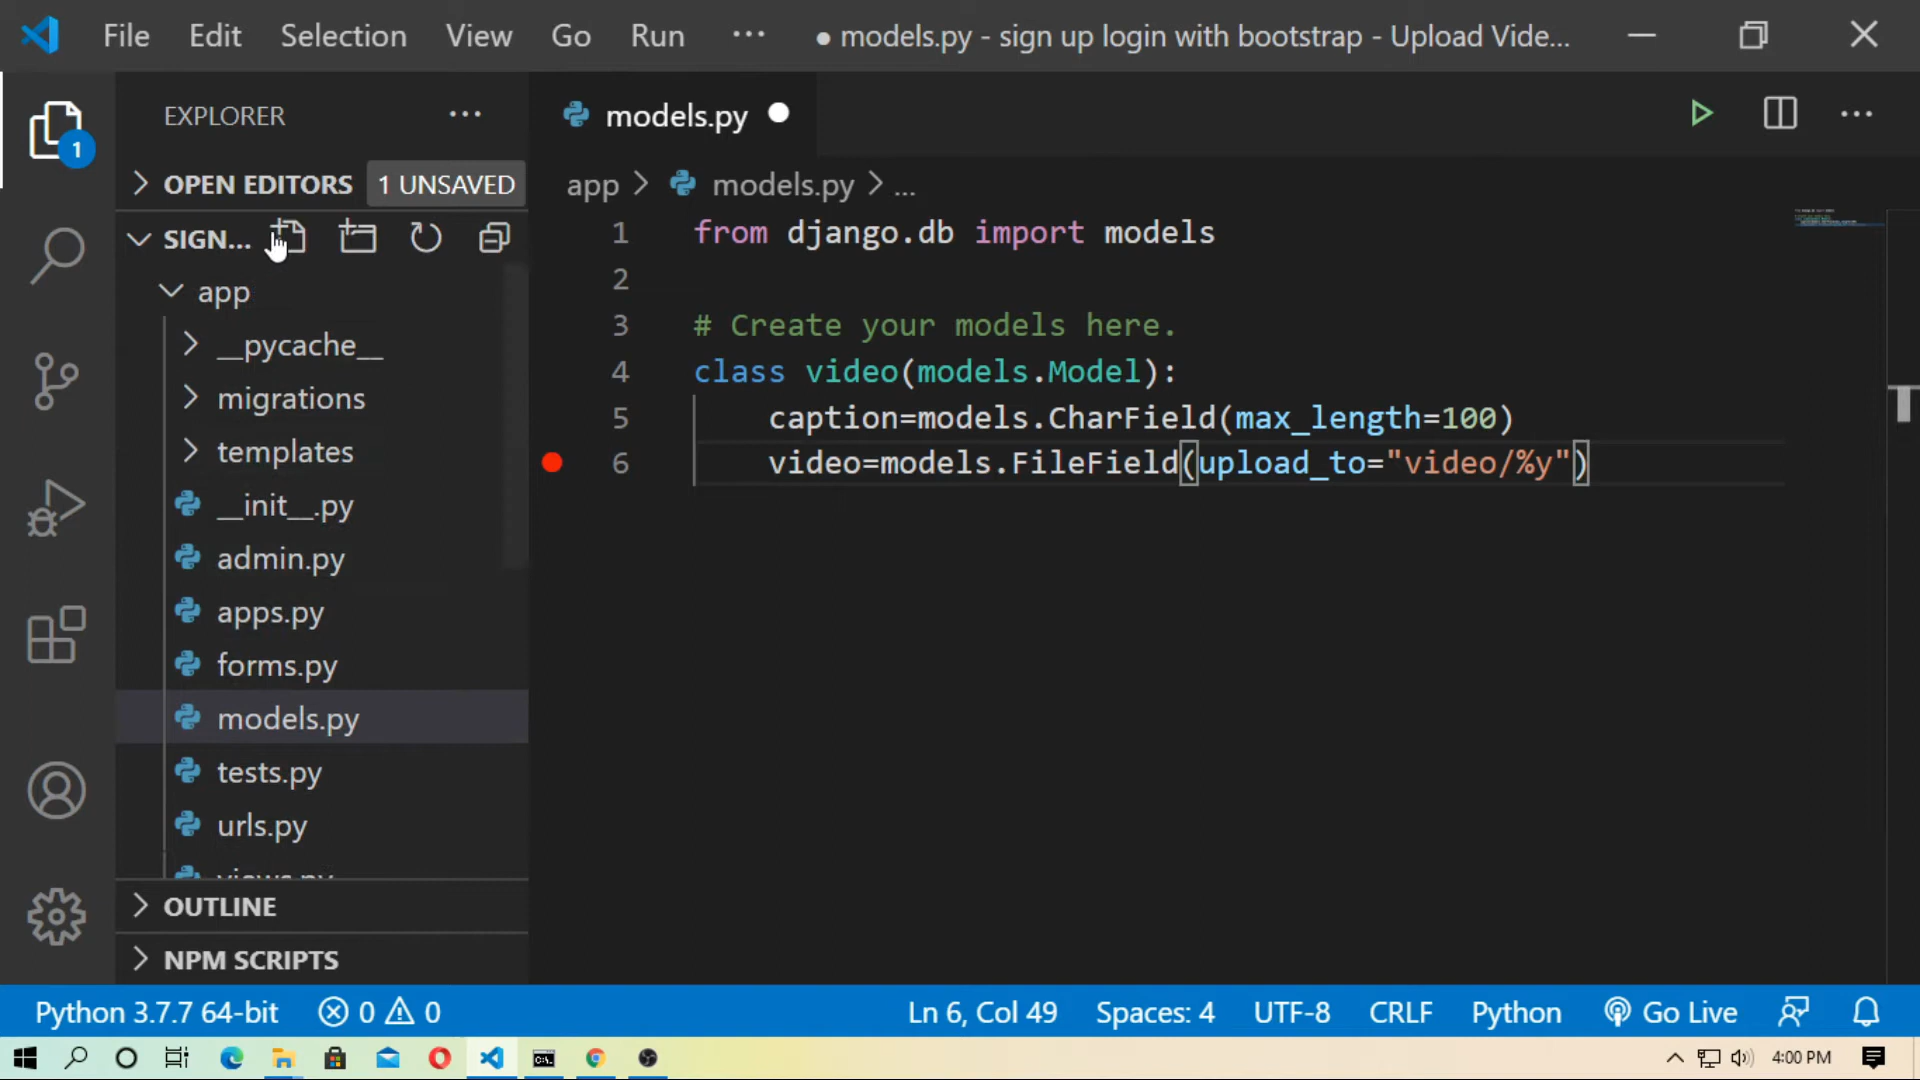 File Edit Selection View Go Run ··· ● models.py - sign up login with bootstrap - Upload Vide...
EXPLORER ···
models.py ●
OPEN EDITORS 1 UNSAVED
app > models.py > ...
SIGN...
app
__pycache__
migrations
templates
__init__.py
admin.py
apps.py
forms.py
models.py
tests.py
urls.py
views.py
OUTLINE
NPM SCRIPTS
1 from django.db import models
2
3 # Create your models here.
4 class video(models.Model):
5 caption=models.CharField(max_length=100)
6 video=models.FileField(upload_to="video/%y")
1
Python 3.7.7 64-bit 0 0 Ln 6, Col 49 Spaces: 4 UTF-8 CRLF Python Go Live
4:00 PM